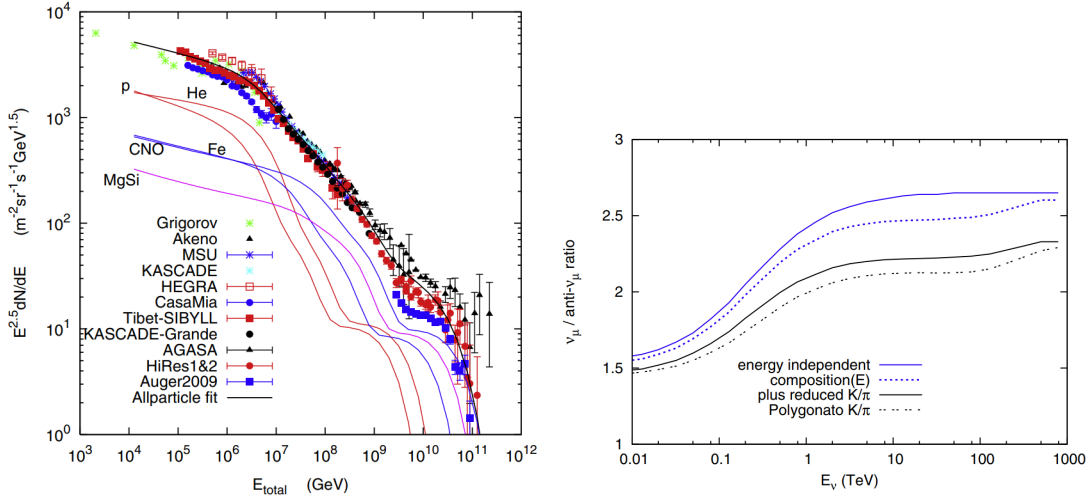 E^2.5 dN/dE (m^-2 sr^-1 s^-1 GeV^1.5)
10^4
10^3
10^2
10^1
10^0
p
He
CNO
Fe
MgSi
Grigorov
Akeno
MSU
KASCADE
HEGRA
CasaMia
Tibet-SIBYLL
KASCADE-Grande
AGASA
HiRes1&2
Auger2009
Allparticle fit
10^2 10^3 10^4 10^5 10^6 10^7 10^8 10^9 10^10 10^11 10^12
E_total (GeV)
ν_μ / anti-ν_μ ratio
3
2.5
2
1.5
1
energy independent
composition(E)
plus reduced K/π
Polygonato K/π
0.01 0.1 1 10 100 1000
E_ν (TeV)